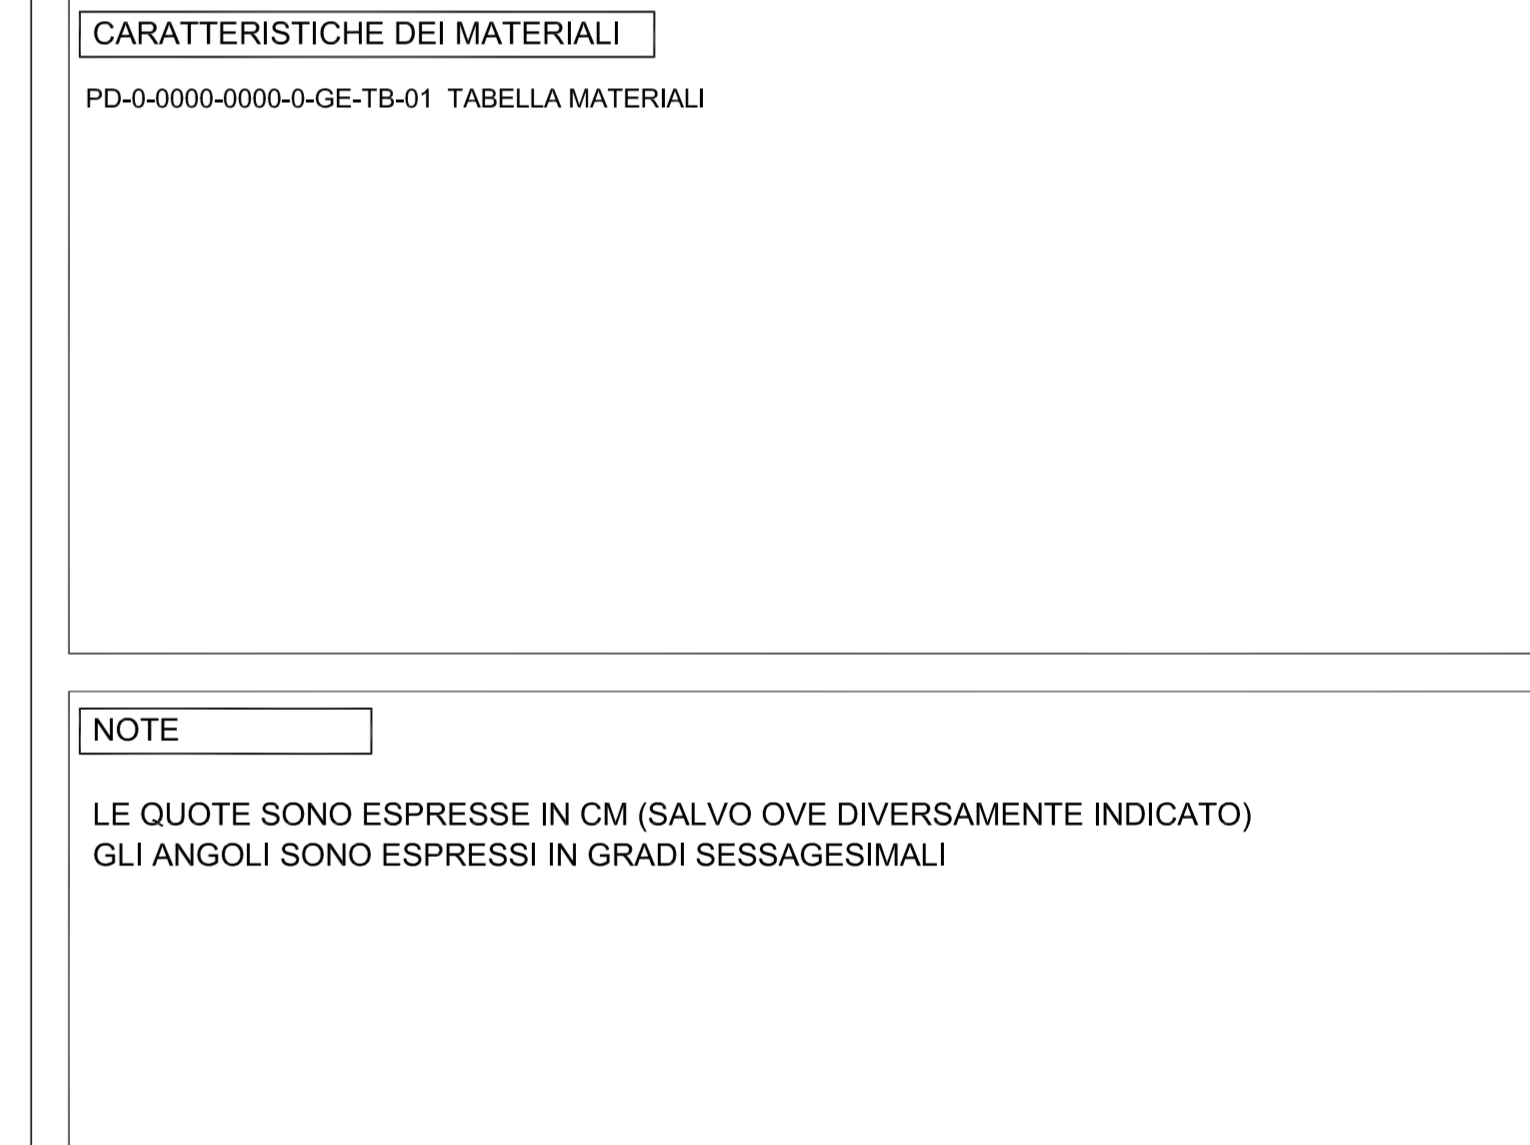 CARATTERISTICHE DEI MATERIALI
PD-0-0000-0000-0-GE-TB-01 TABELLA MATERIALI
NOTE
LE QUOTE SONO ESPRESSE IN CM (SALVO OVE DIVERSAMENTE INDICATO)
GLI ANGOLI SONO ESPRESSI IN GRADI SESSAGESIMALI